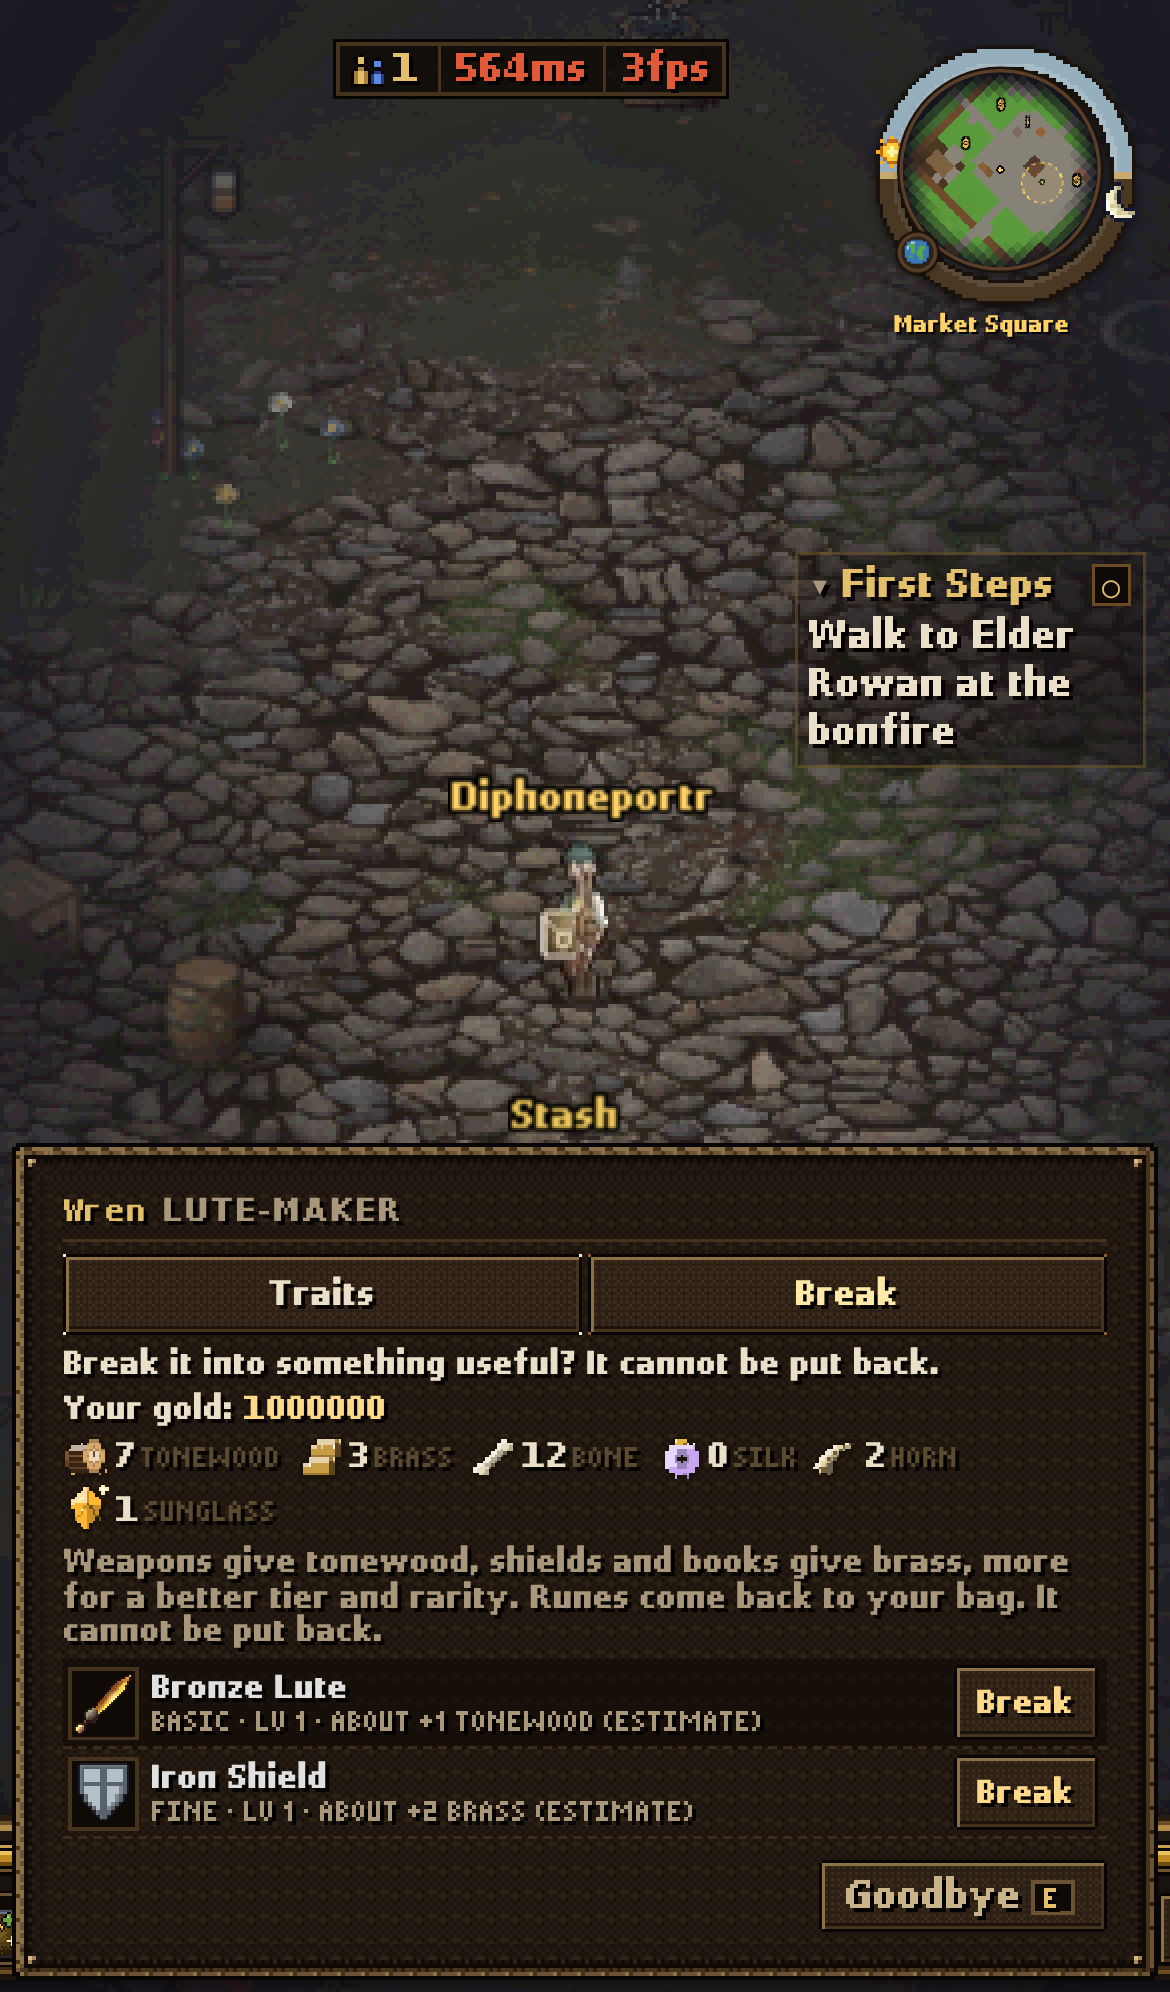 1 564ms 3fps
Market Square
▼ First Steps
Walk to Elder
Rowan at the
bonfire
Diphoneportr
Stash
Wren LUTE-MAKER
Traits Break
Break it into something useful? It cannot be put back.
Your gold: 1000000
7 TONEWOOD 3 BRASS 12 BONE 0 SILK 2 HORN
1 SUNGLASS
Weapons give tonewood, shields and books give brass, more
for a better tier and rarity. Runes come back to your bag. It
cannot be put back.
Bronze Lute
BASIC · LV 1 · ABOUT +1 TONEWOOD (ESTIMATE)
Break
Iron Shield
FINE · LV 1 · ABOUT +2 BRASS (ESTIMATE)
Break
Goodbye E